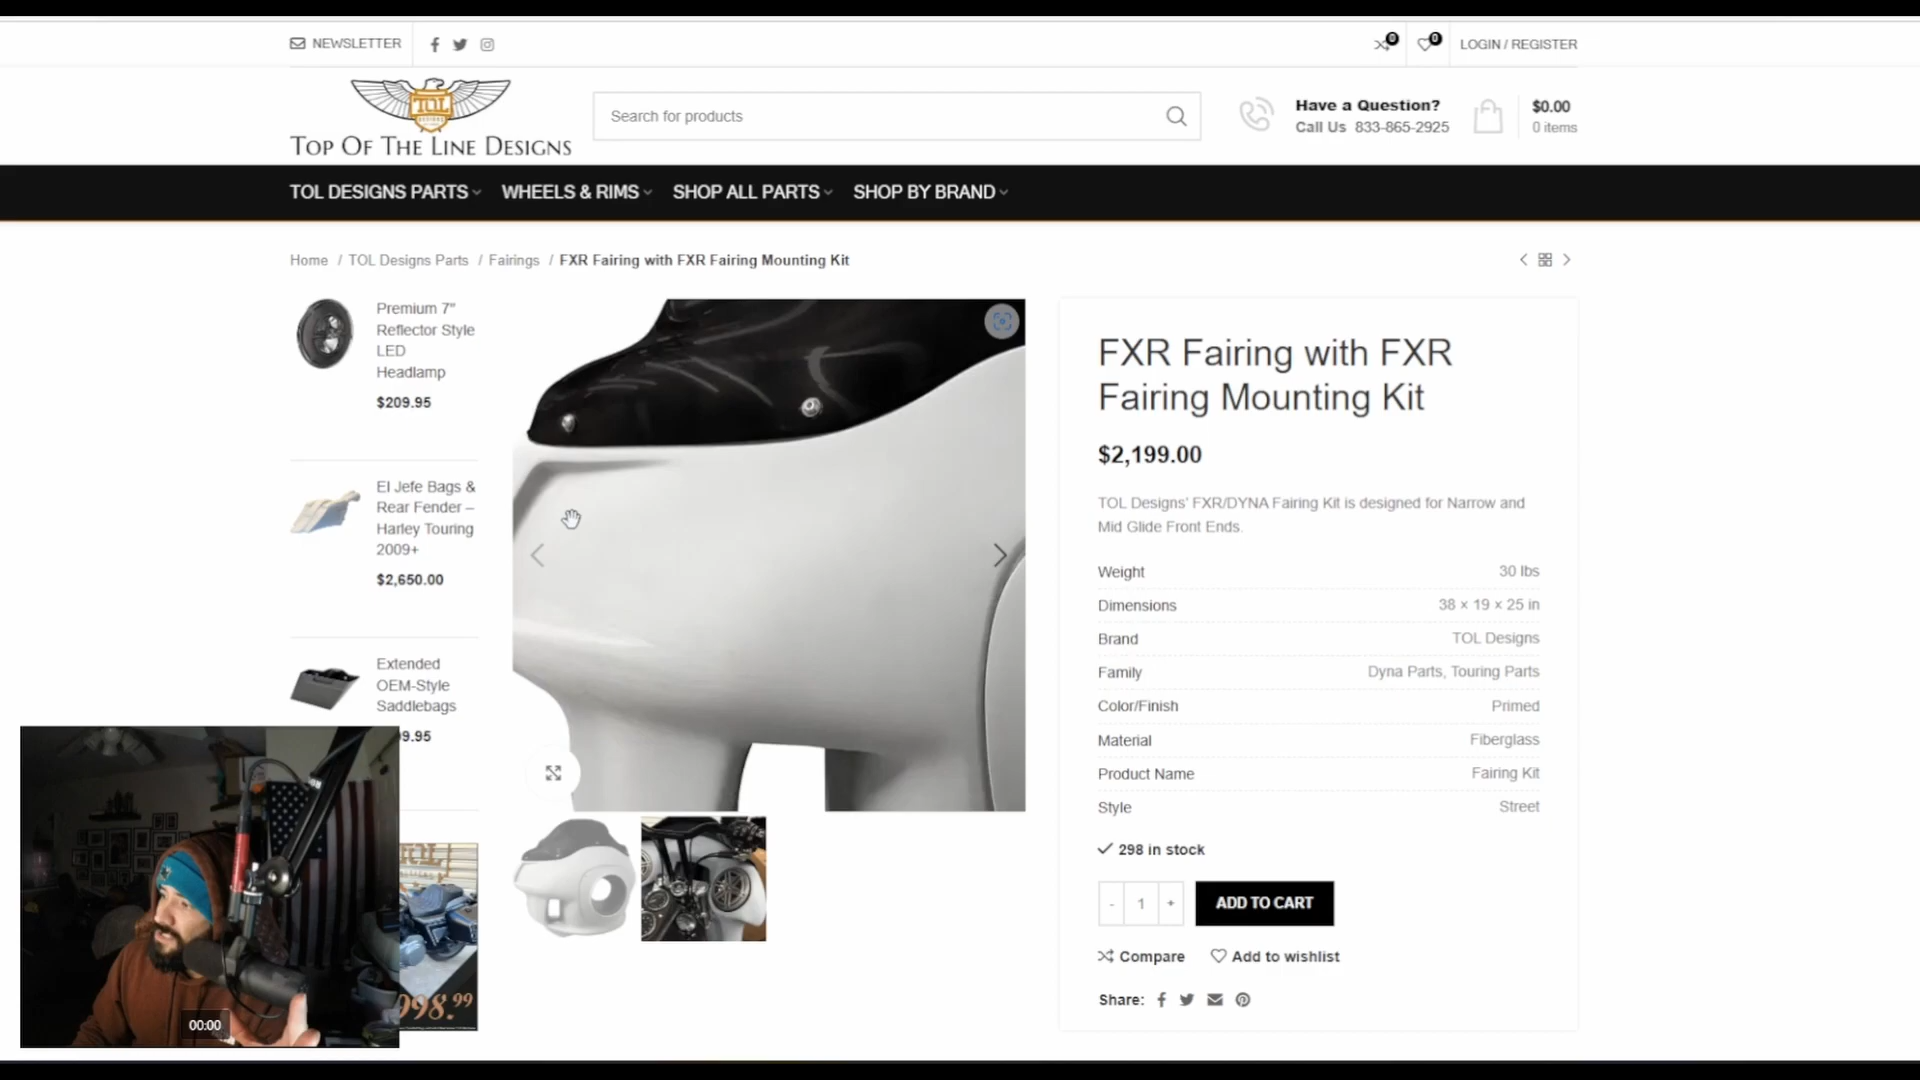 NEWSLETTER
0
0
LOGIN / REGISTER
TOL
TOP OF THE LINE DESIGNS
Search for products
Have a Question?
Call Us 833-865-2925
$0.00
0 items
TOL DESIGNS PARTS
WHEELS & RIMS
SHOP ALL PARTS
SHOP BY BRAND
Home / TOL Designs Parts / Fairings / FXR Fairing with FXR Fairing Mounting Kit
Premium 7"
Reflector Style
LED
Headlamp
$209.95
El Jefe Bags &
Rear Fender –
Harley Touring
2009+
$2,650.00
Extended
OEM-Style
Saddlebags
9.95
TOL
998.99
00:00
FXR Fairing with FXR
Fairing Mounting Kit
$2,199.00
TOL Designs' FXR/DYNA Fairing Kit is designed for Narrow and
Mid Glide Front Ends.
Weight 30 lbs
Dimensions 38 × 19 × 25 in
Brand TOL Designs
Family Dyna Parts, Touring Parts
Color/Finish Primed
Material Fiberglass
Product Name Fairing Kit
Style Street
298 in stock
- 1 +
ADD TO CART
Compare
Add to wishlist
Share: